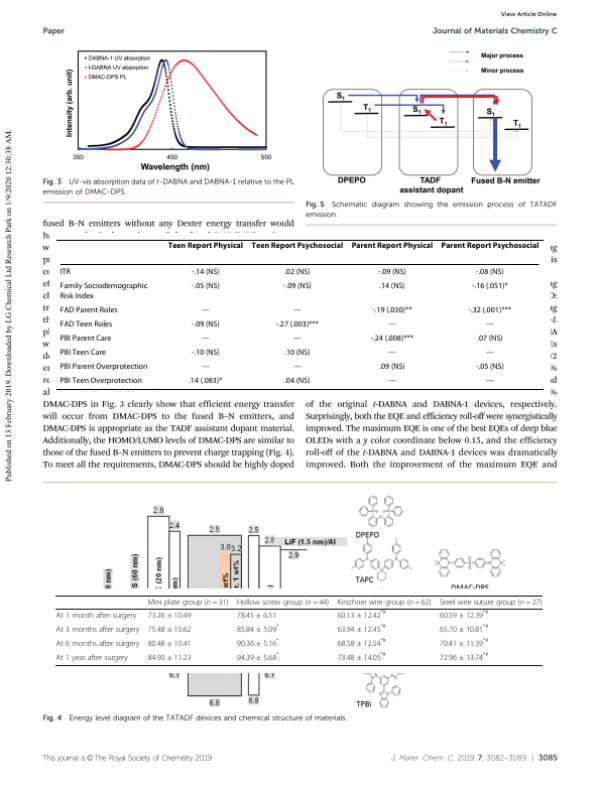 View Article Online
Paper
Journal of Materials Chemistry C
Published on 13 February 2019. Downloaded by LG Chemical Ltd Research Park on 1/9/2020 12:30:38 AM.
DABNA-1 UV absorption
t-DABNA UV absorption
DMAC-DPS PL
Intensity (arb. unit)
350 450 550
Wavelength (nm)
Fig. 3 UV–vis absorption data of t-DABNA and DABNA-1 relative to the PL
emission of DMAC-DPS.
Major process
Minor process
S1 T1 S1 T1 S1 T1
DPEPO TADF Fused B-N emitter
assistant dopant
Fig. 5 Schematic diagram showing the emission process of TATADF
emission.
fused B–N emitters without any Dexter energy transfer would
Teen Report Physical Teen Report Psychosocial Parent Report Physical Parent Report Psychosocial
ITR -.14 (NS) .02 (NS) -.09 (NS) -.08 (NS)
Family Sociodemographic -.05 (NS) -.09 (NS) .14 (NS) -.16 (.051)*
Risk Index
FAD Parent Roles — — -.19 (.030)** -.32 (.001)***
FAD Teen Roles -.09 (NS) -.27 (.003)*** — —
PBI Parent Care — — -.24 (.008)*** .07 (NS)
PBI Teen Care -.10 (NS) .10 (NS) — —
PBI Parent Overprotection — — .09 (NS) -.05 (NS)
PBI Teen Overprotection .14 (.083)* .04 (NS) — —
DMAC-DPS in Fig. 3 clearly show that efficient energy transfer
will occur from DMAC-DPS to the fused B–N emitters, and
DMAC-DPS is appropriate as the TADF assistant dopant material.
Additionally, the HOMO/LUMO levels of DMAC-DPS are similar to
those of the fused B–N emitters to prevent charge trapping (Fig. 4).
To meet all the requirements, DMAC-DPS should be highly doped
of the original t-DABNA and DABNA-1 devices, respectively.
Surprisingly, both the EQE and efficiency roll-off were synergistically
improved. The maximum EQE is one of the best EQEs of deep blue
OLEDs with a y color coordinate below 0.15, and the efficiency
roll-off of the t-DABNA and DABNA-1 devices was dramatically
improved. Both the improvement of the maximum EQE and
2.0
2.4
2.5
3.0 3.2
2.5
2.8
LiF (1.5 nm)/Al
2.9
DPEPO
TAPC
Mini plate group (n = 31) Hollow screw group (n = 44) Kirschner wire group (n = 62) Steel wire suture group (n = 27)
At 1 month after surgery 73.26 ± 10.49 78.45 ± 6.51 60.13 ± 12.42*# 60.59 ± 12.39*#
At 3 months after surgery 75.48 ± 10.62 85.84 ± 5.09* 63.94 ± 12.45*# 65.70 ± 10.81*#
At 6 months after surgery 80.48 ± 10.41 90.36 ± 5.16* 68.58 ± 12.54*# 70.41 ± 11.39*#
At 1 year after surgery 84.90 ± 11.23 94.39 ± 5.68* 73.48 ± 14.05*# 72.96 ± 13.74*#
6.8
6.8
TPBi
Fig. 4 Energy level diagram of the TATADF devices and chemical structure of materials.
This journal is © The Royal Society of Chemistry 2019
J. Mater. Chem. C, 2019, 7, 3082–3089 | 3085